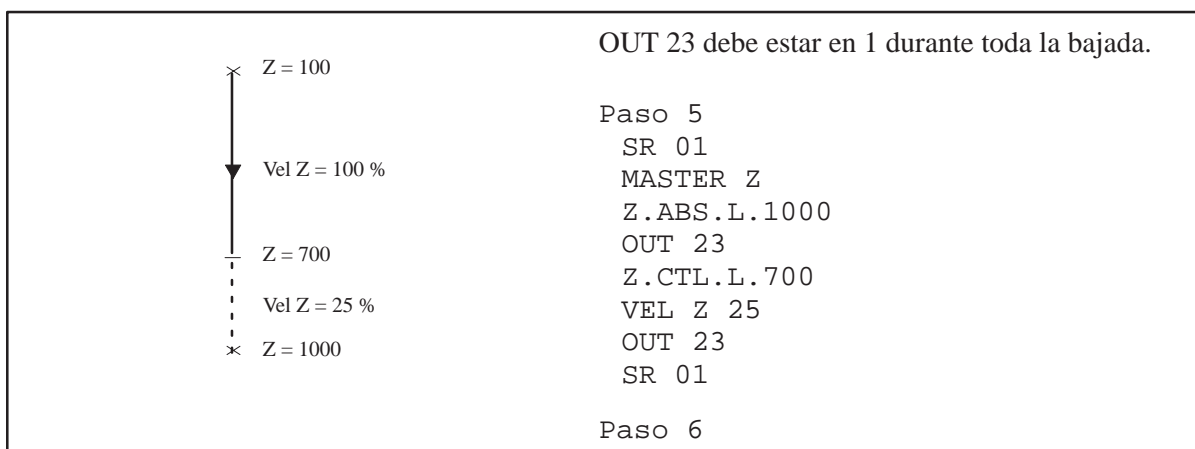 OUT 23 debe estar en 1 durante toda la bajada.
Z = 100
Vel Z = 100 %
Z = 700
Vel Z = 25 %
Z = 1000
Paso 5
SR 01
MASTER Z
Z.ABS.L.1000
OUT 23
Z.CTL.L.700
VEL Z 25
OUT 23
SR 01
Paso 6